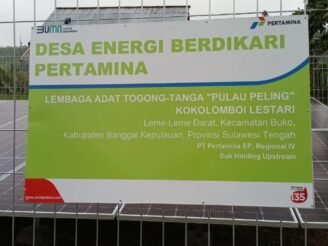 BUMN
PERTAMINA
DESA ENERGI BERDIKARI
PERTAMINA
LEMBAGA ADAT TOGONG-TANGA "PULAU PELING"
KOKOLOMBOI LESTARI
Leme-Leme Darat, Kecamatan Buko,
Kabupaten Banggai Kepulauan, Provinsi Sulawesi Tengah
PT Pertamina EP. Regional IV
Sub Holding Upstream
www.pertamina.com
135